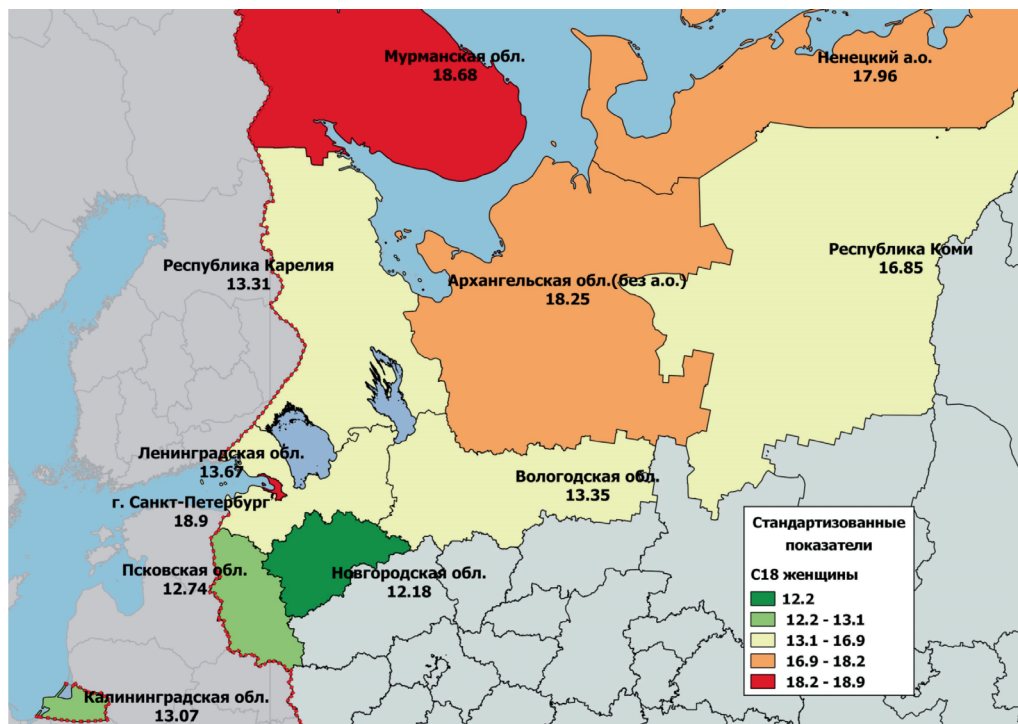 Мурманская обл.
18.68
Ненецкий а.о.
17.96
Республика Карелия
13.31
Архангельская обл.(без а.о.)
18.25
Республика Коми
16.85
Ленинградская обл.
13.67
г. Санкт-Петербург
18.9
Вологодская обл.
13.35
Псковская обл.
12.74
Новгородская обл.
12.18
Калининградская обл.
13.07
Стандартизованные
показатели
C18 женщины
12.2
12.2 - 13.1
13.1 - 16.9
16.9 - 18.2
18.2 - 18.9